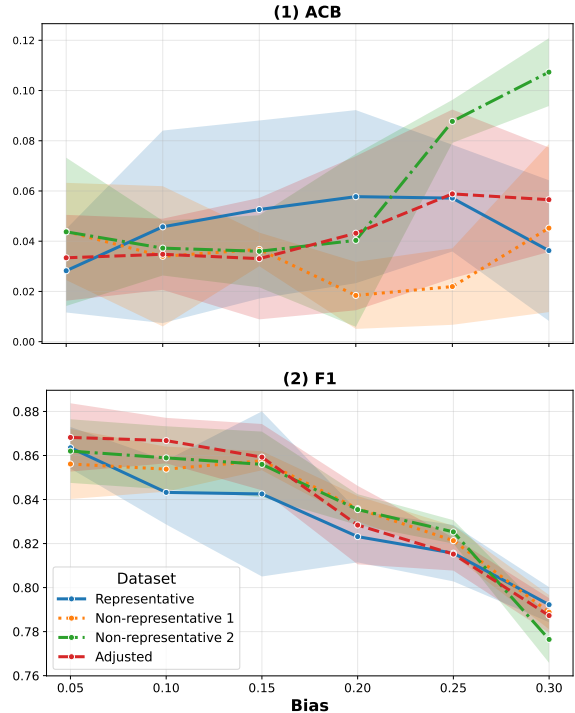 (1) ACB
0.12
0.10
0.08
0.06
0.04
0.02
0.00
(2) F1
0.88
0.86
0.84
0.82
0.80
0.78
0.76
Dataset
Representative
Non-representative 1
Non-representative 2
Adjusted
0.05 0.10 0.15 0.20 0.25 0.30
Bias